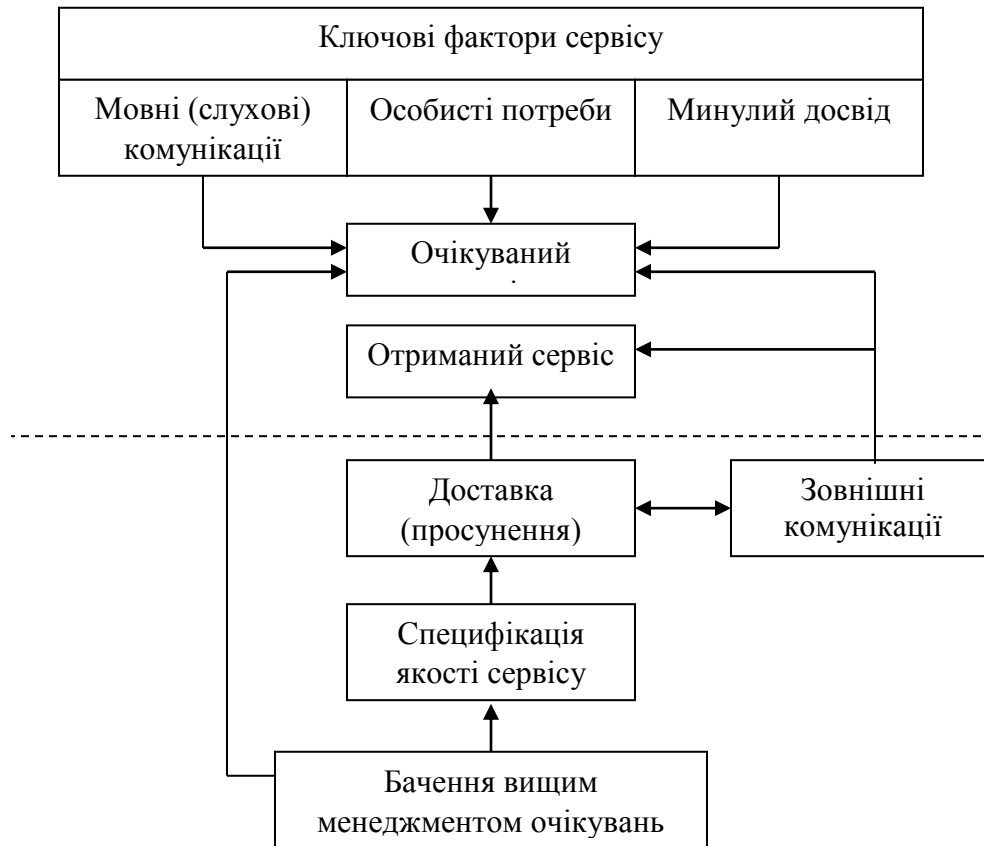 Ключові фактори сервісу
Мовні (слухові)
комунікації
Особисті потреби
Минулий досвід
Очікуваний
Отриманий сервіс
Доставка
(просунення)
Зовнішні
комунікації
Специфікація
якості сервісу
Бачення вищим
менеджментом очікувань